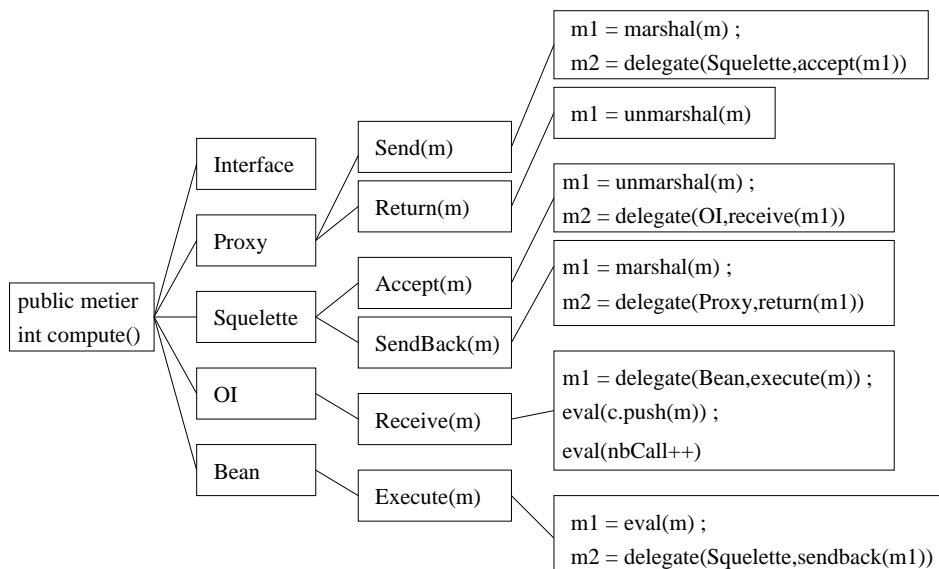 public metier
int compute()
Interface
Proxy
Squelette
OI
Bean
Send(m)
Return(m)
Accept(m)
SendBack(m)
Receive(m)
Execute(m)
m1 = marshal(m) ;
m2 = delegate(Squelette,accept(m1))
m1 = unmarshal(m)
m1 = unmarshal(m) ;
m2 = delegate(OI,receive(m1))
m1 = marshal(m) ;
m2 = delegate(Proxy,return(m1))
m1 = delegate(Bean,execute(m)) ;
eval(c.push(m)) ;
eval(nbCall++)
m1 = eval(m) ;
m2 = delegate(Squelette,sendback(m1))